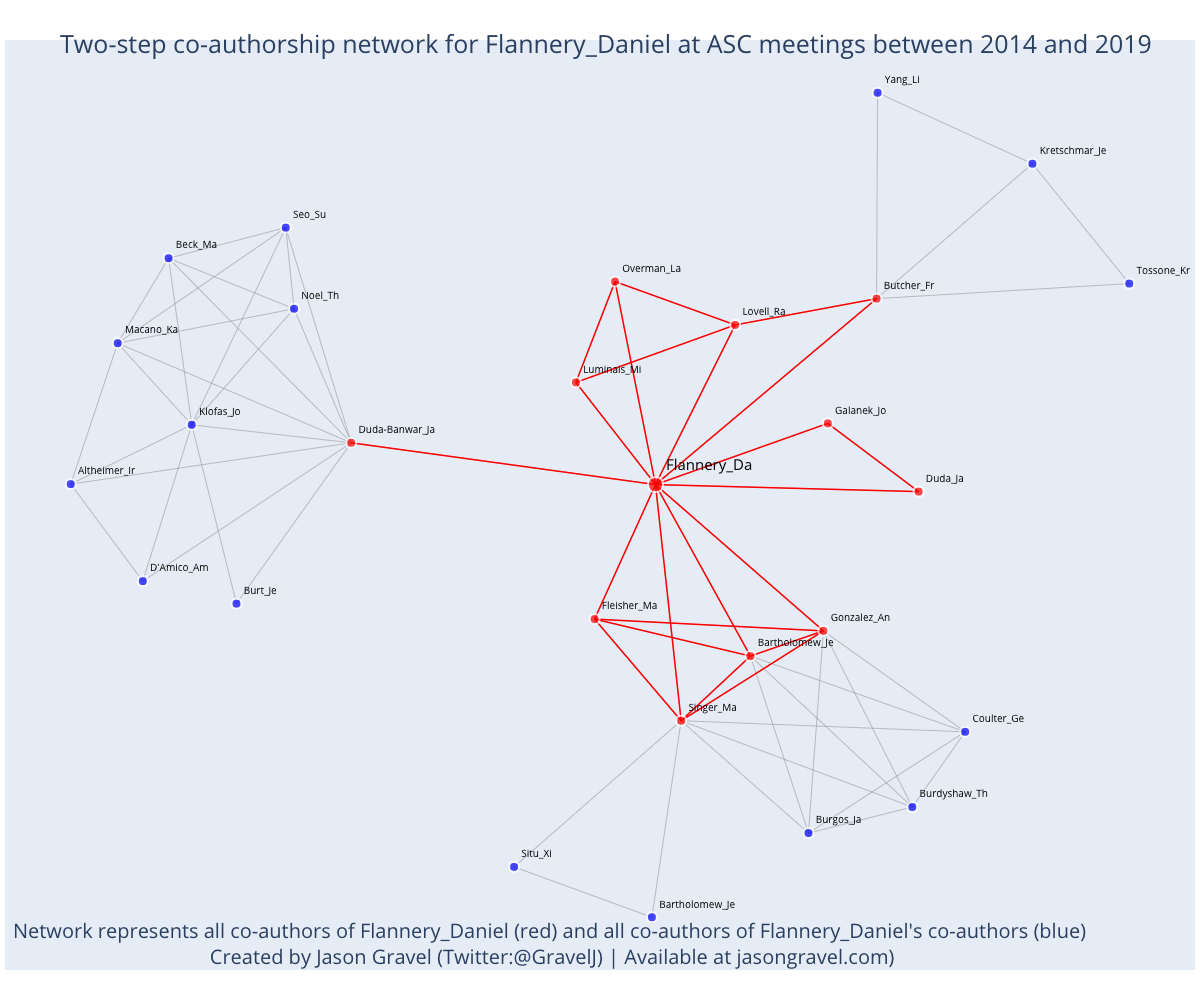 Two-step co-authorship network for Flannery_Daniel at ASC meetings between 2014 and 2019
Yang_Li
Kretschmar_Je
Seo_Su
Beck_Ma
Overman_La
Tossone_Kr
Butcher_Fr
Noel_Th
Lovell_Ra
Macano_Ka
Luminais_Mi
Klofas_Jo
Galanek_Jo
Duda-Banwar_Ja
Flannery_Da
Altheimer_Ir
Duda_Ja
D'Amico_Am
Burt_Je
Fleisher_Ma
Gonzalez_An
Bartholomew_Je
Singer_Ma
Coulter_Ge
Burdyshaw_Th
Burgos_Ja
Situ_Xi
Bartholomew_Je
Network represents all co-authors of Flannery_Daniel (red) and all co-authors of Flannery_Daniel's co-authors (blue)
Created by Jason Gravel (Twitter:@GravelJ) | Available at jasongravel.com)